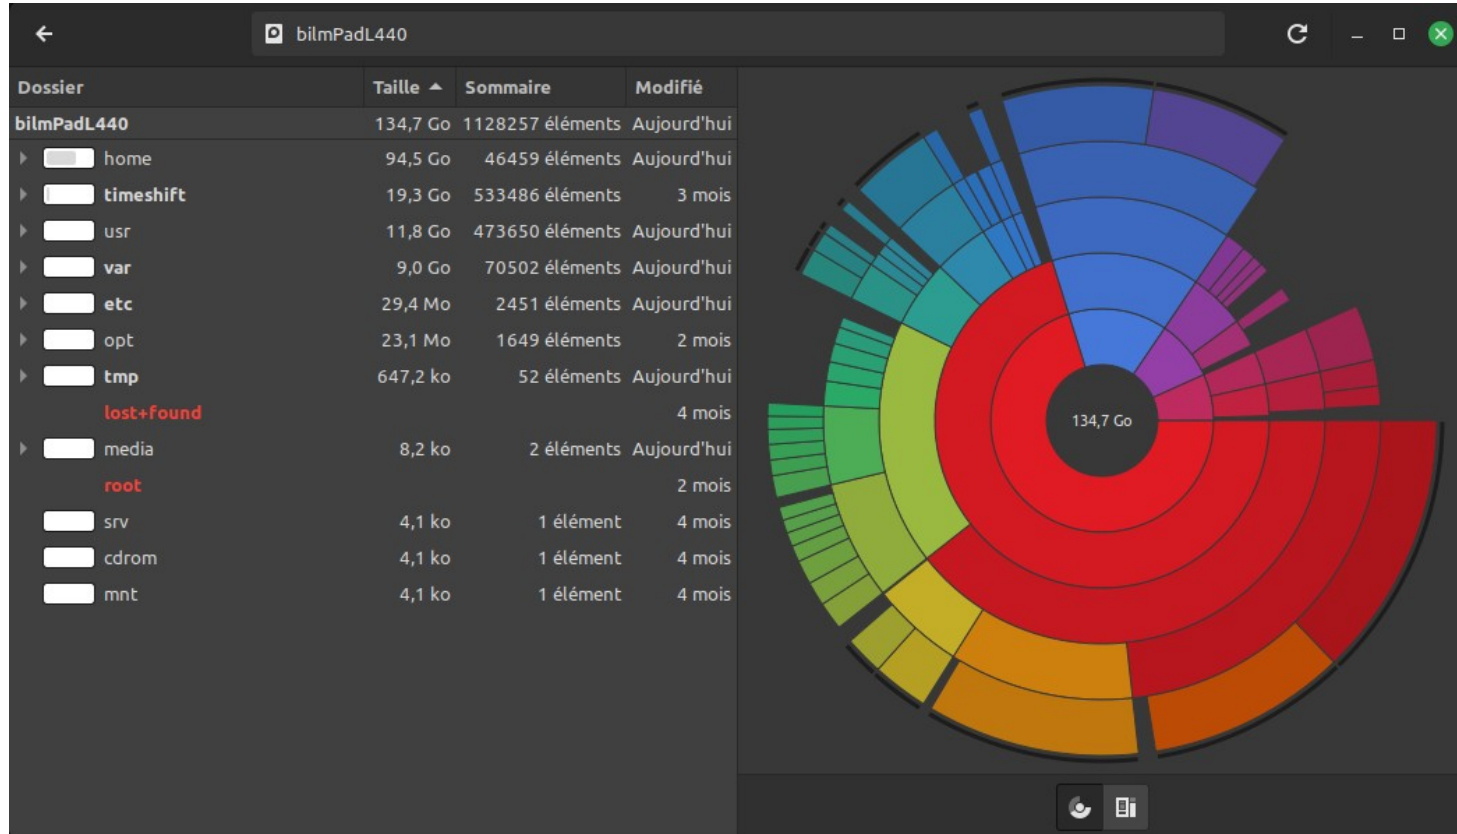 bilmPadL440
Dossier Taille Sommaire Modifié
bilmPadL440 134,7 Go 1128257 éléments Aujourd'hui
home 94,5 Go 46459 éléments Aujourd'hui
timeshift 19,3 Go 533486 éléments 3 mois
usr 11,8 Go 473650 éléments Aujourd'hui
var 9,0 Go 70502 éléments Aujourd'hui
etc 29,4 Mo 2451 éléments Aujourd'hui
opt 23,1 Mo 1649 éléments 2 mois
tmp 647,2 ko 52 éléments Aujourd'hui
lost+found 4 mois
media 8,2 ko 2 éléments Aujourd'hui
root 2 mois
srv 4,1 ko 1 élément 4 mois
cdrom 4,1 ko 1 élément 4 mois
mnt 4,1 ko 1 élément 4 mois
134,7 Go